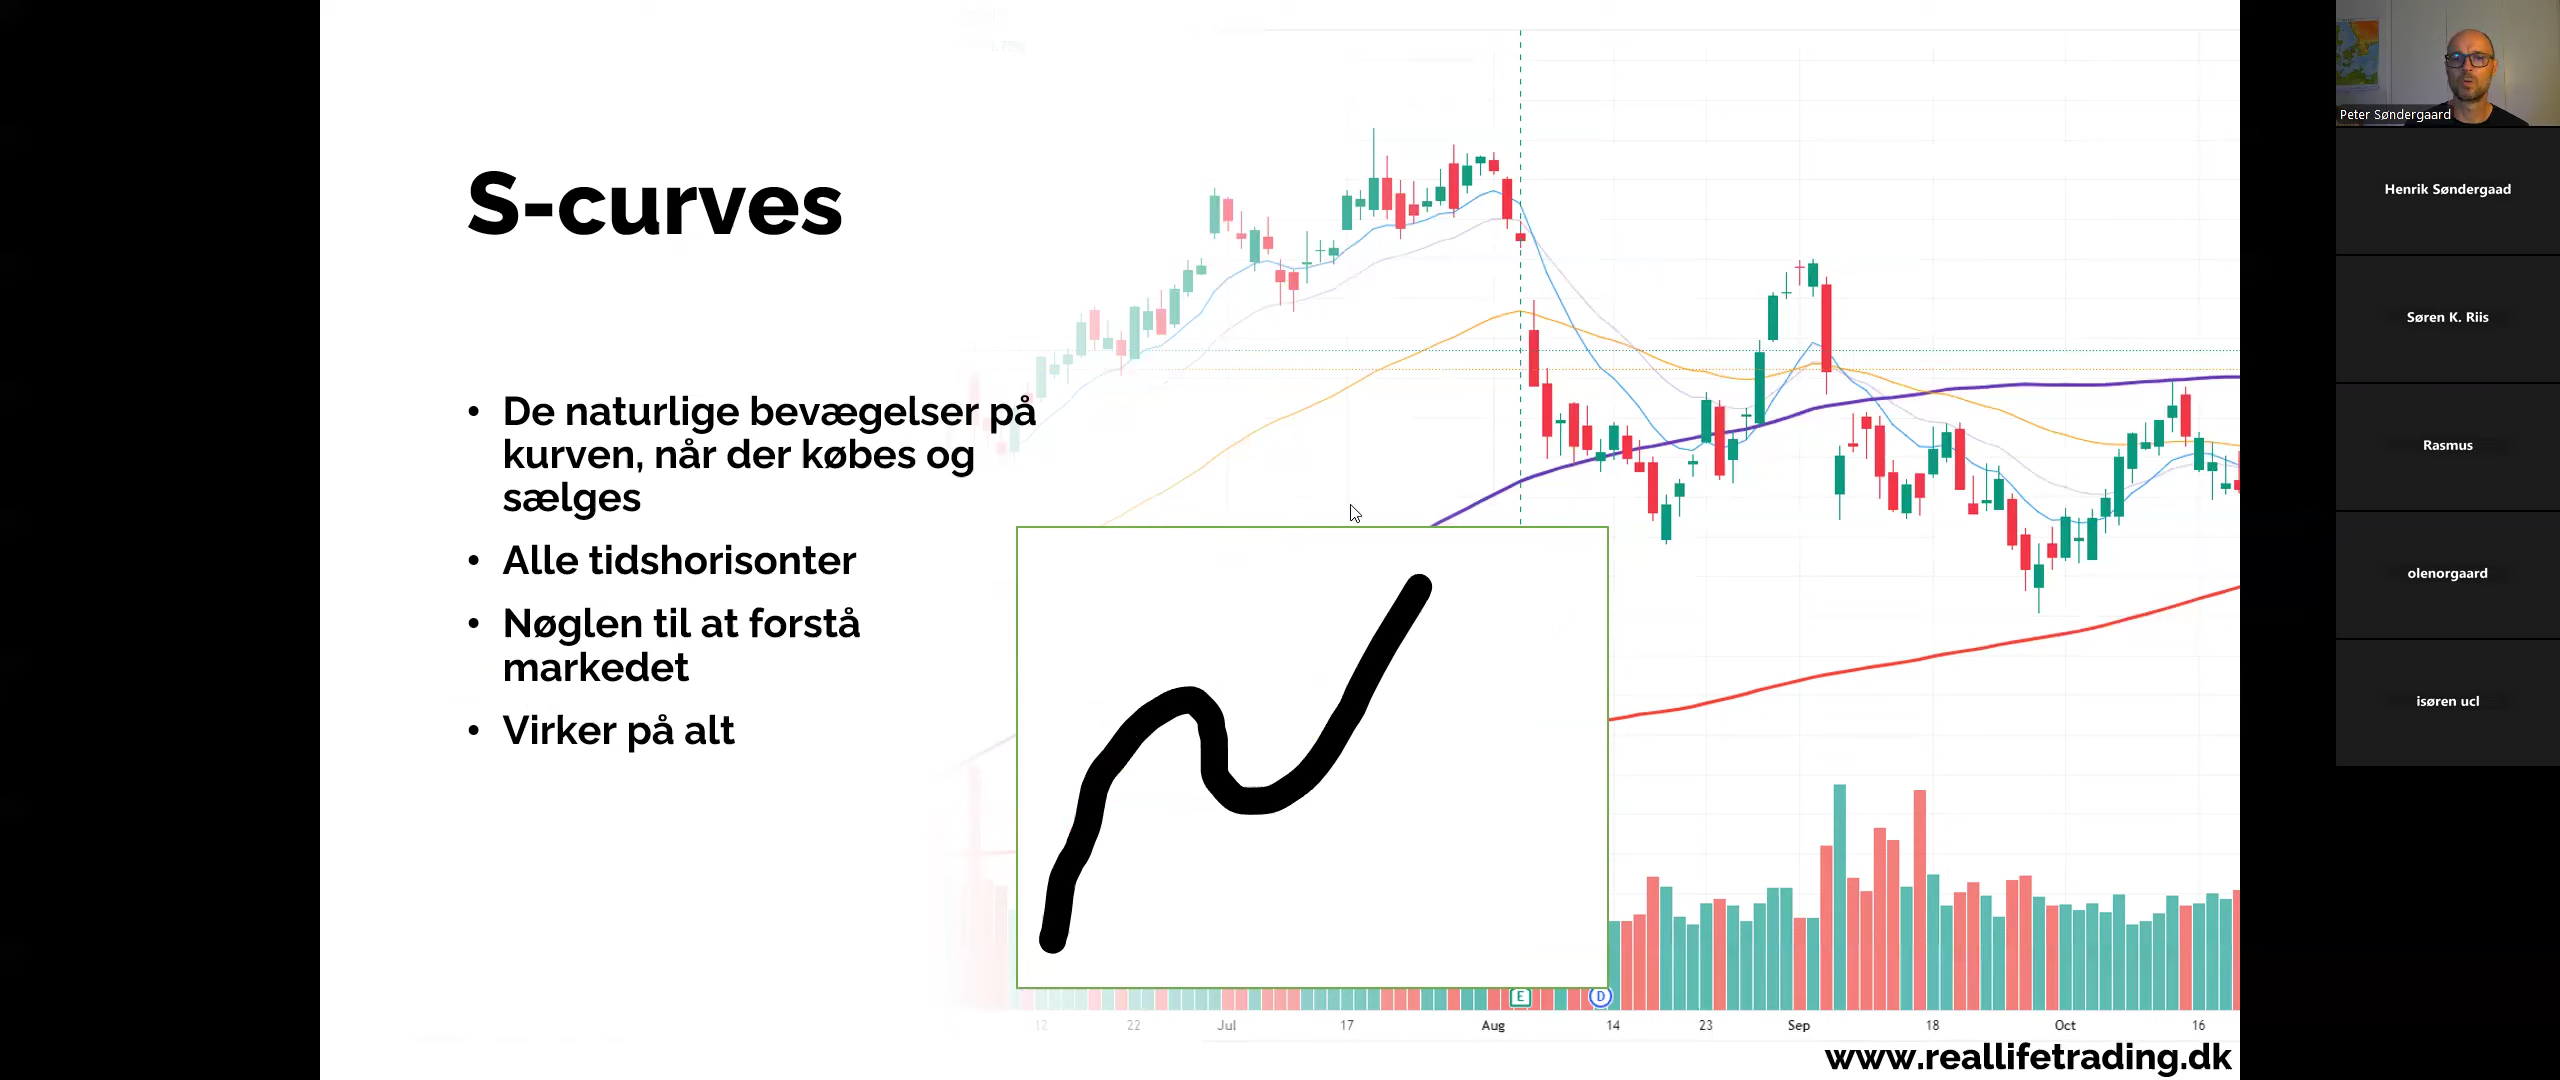 S-curves
• De naturlige bevægelser på
kurven, når der købes og
sælges
• Alle tidshorisonter
• Nøglen til at forstå
markedet
• Virker på alt
E
D
12 22 Jul 17 Aug 14 23 Sep 18 Oct 16
www.reallifetrading.dk
Peter Søndergaard
Henrik Søndergaad
Søren K. Riis
Rasmus
olenorgaard
isøren ucl